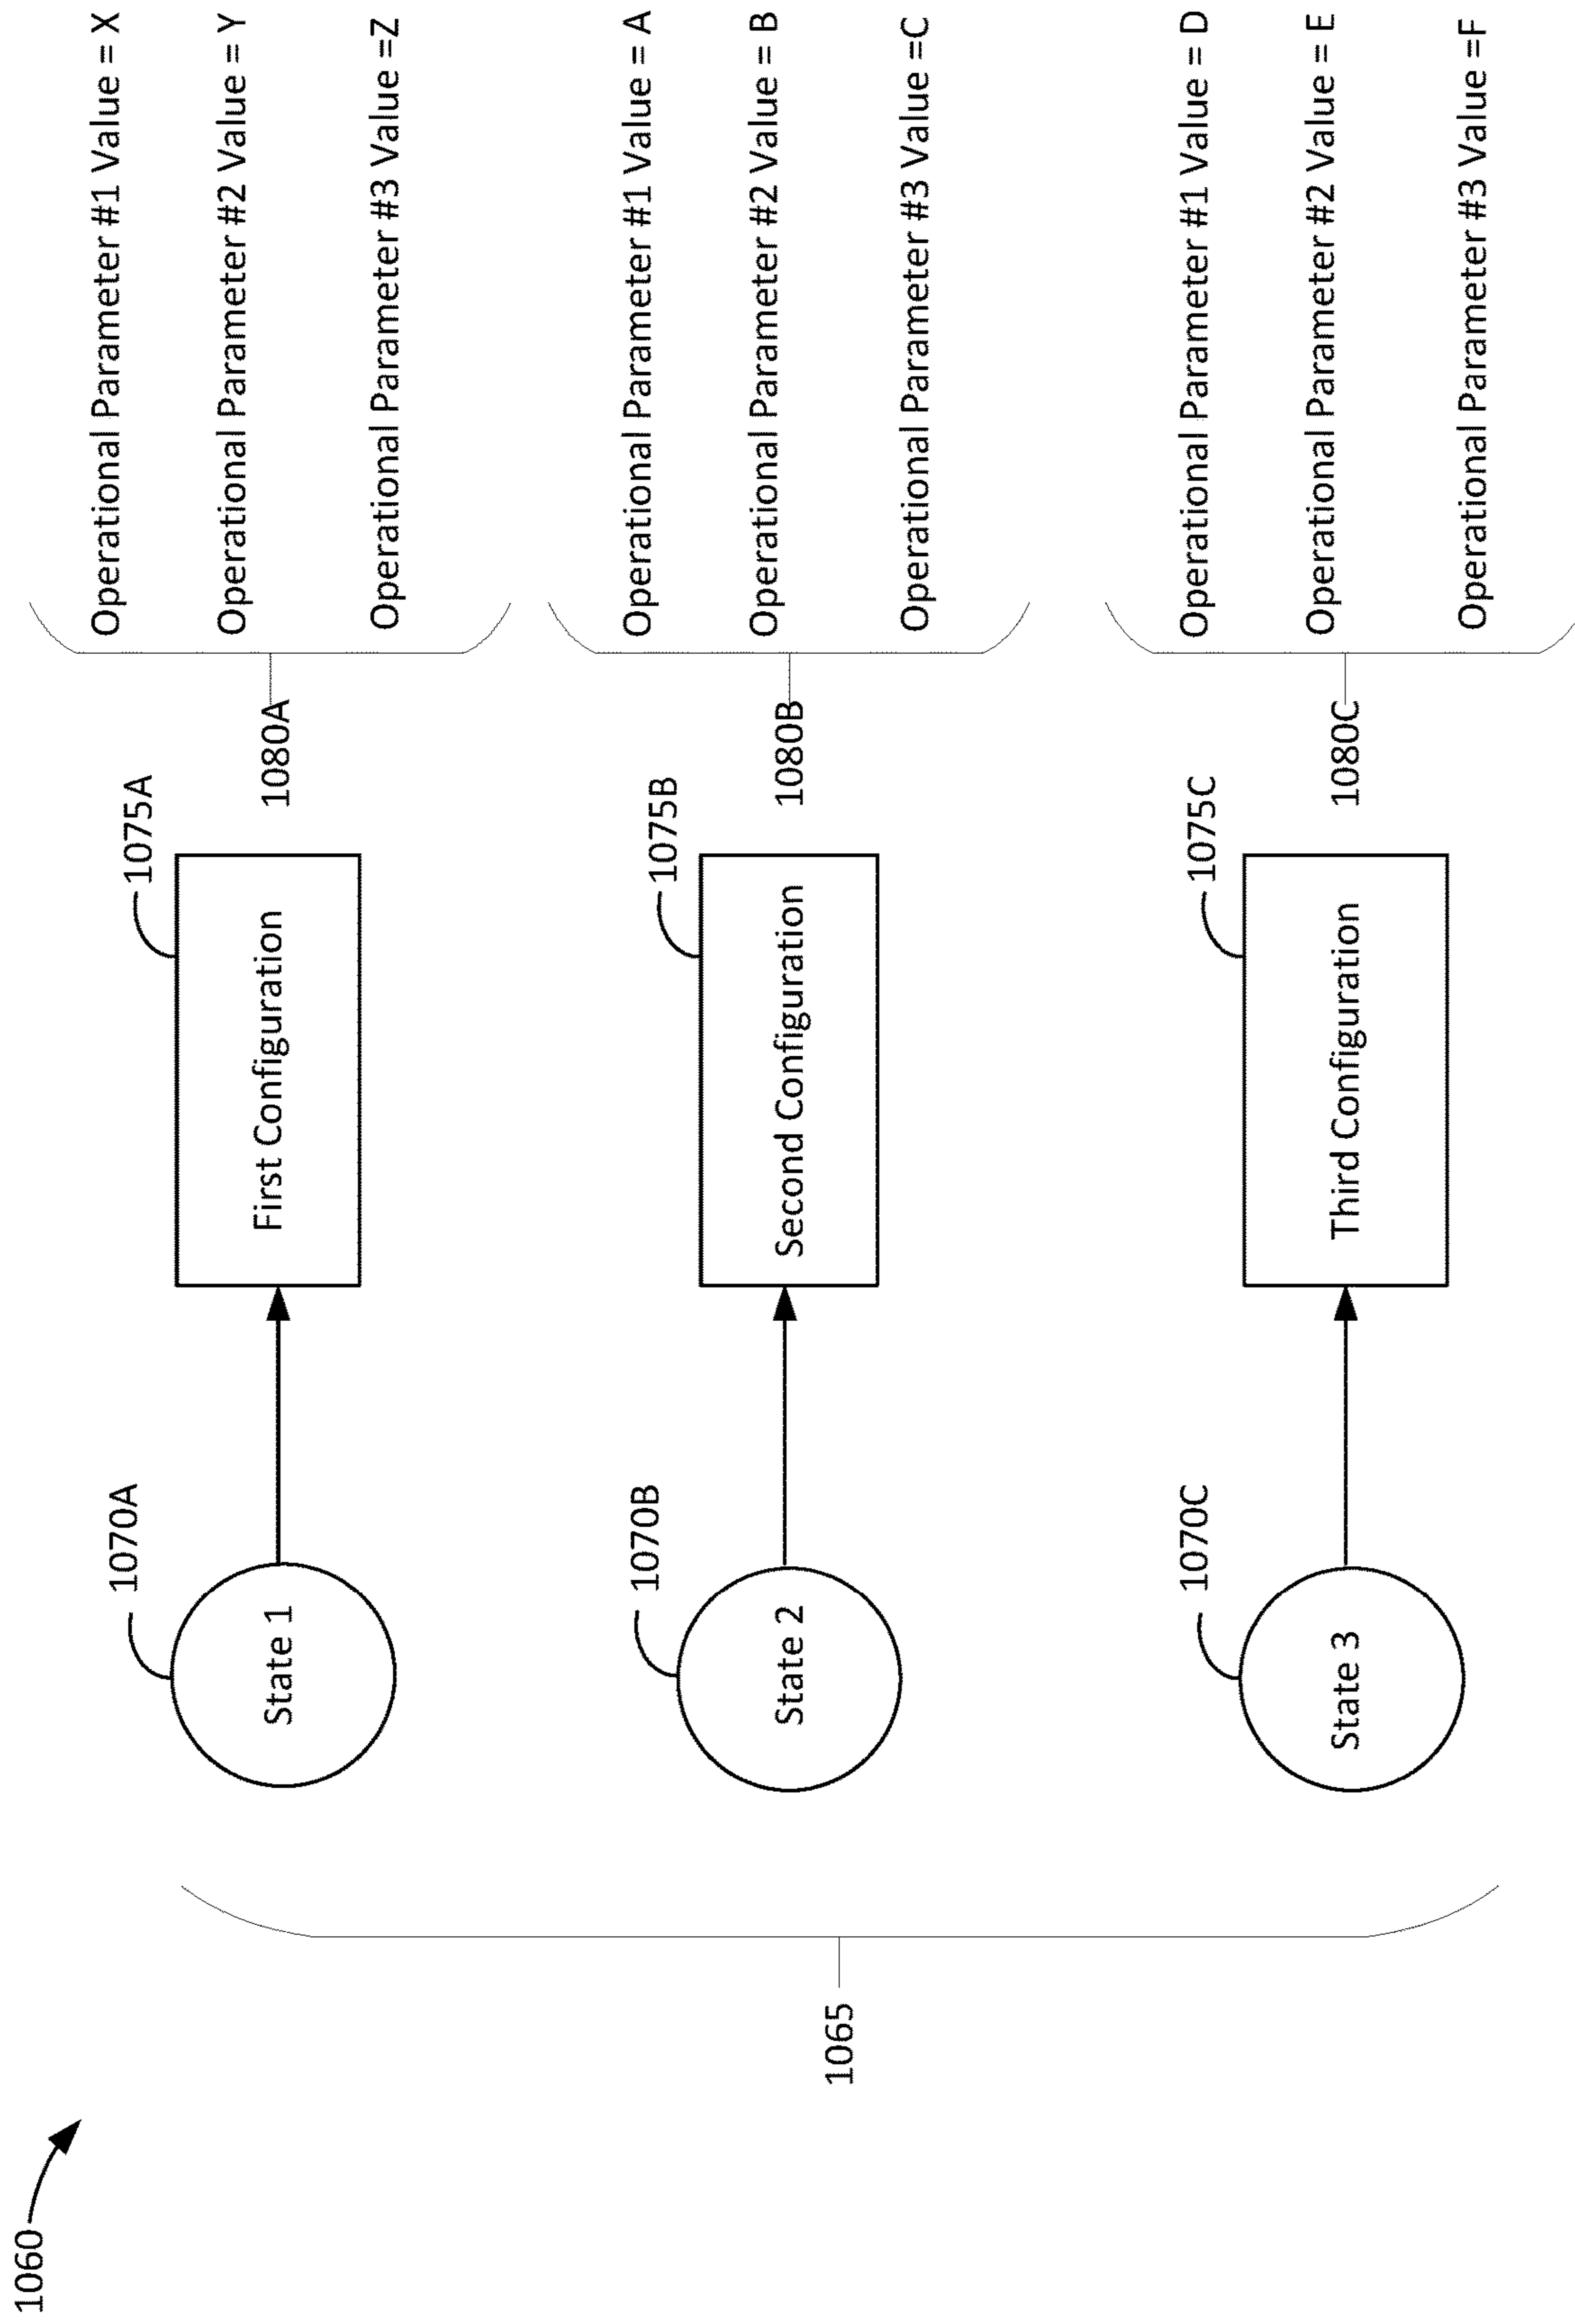 1060
1065
1070A
State 1
1075A
First Configuration
1080A
Operational Parameter #1 Value = X
Operational Parameter #2 Value = Y
Operational Parameter #3 Value =Z
1070B
State 2
1075B
Second Configuration
1080B
Operational Parameter #1 Value = A
Operational Parameter #2 Value = B
Operational Parameter #3 Value =C
1070C
State 3
1075C
Third Configuration
1080C
Operational Parameter #1 Value = D
Operational Parameter #2 Value = E
Operational Parameter #3 Value =F